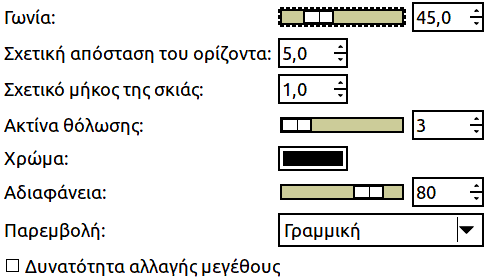 Γωνία: 45,0
Σχετική απόσταση του ορίζοντα: 5,0
Σχετικό μήκος της σκιάς: 1,0
Ακτίνα θόλωσης: 3
Χρώμα:
Αδιαφάνεια: 80
Παρεμβολή: Γραμμική
Δυνατότητα αλλαγής μεγέθους